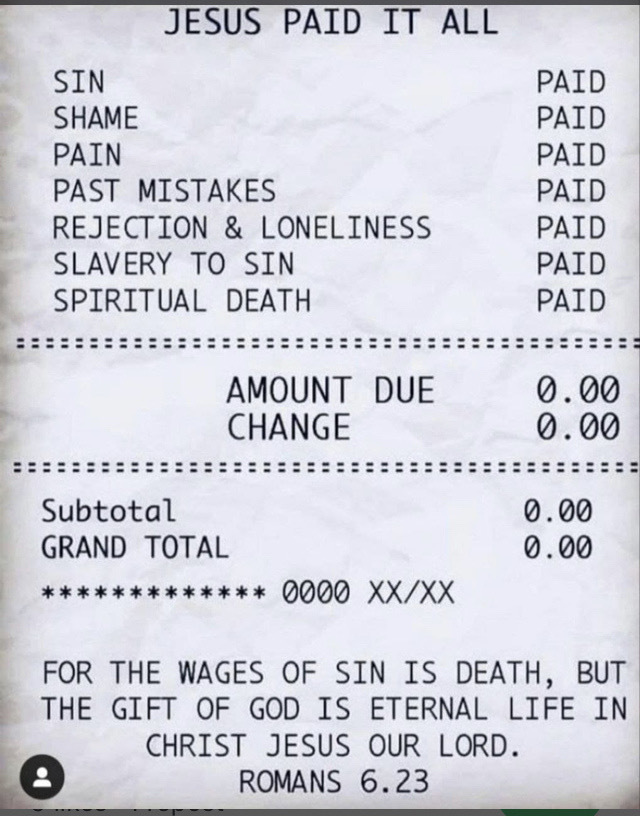 JESUS PAID IT ALL
SIN PAID
SHAME PAID
PAIN PAID
PAST MISTAKES PAID
REJECTION & LONELINESS PAID
SLAVERY TO SIN PAID
SPIRITUAL DEATH PAID
::::::::::::::::::::::::::::::::::::::::::
AMOUNT DUE 0.00
CHANGE 0.00
::::::::::::::::::::::::::::::::::::::::::
Subtotal 0.00
GRAND TOTAL 0.00
************* 0000 XX/XX
FOR THE WAGES OF SIN IS DEATH, BUT
THE GIFT OF GOD IS ETERNAL LIFE IN
CHRIST JESUS OUR LORD.
ROMANS 6.23